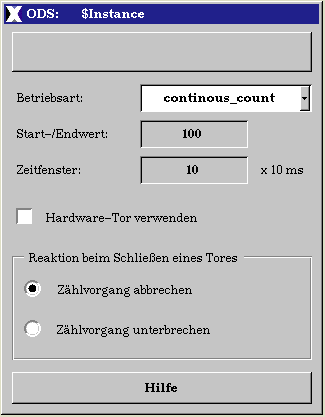 ODS: $Instance
Betriebsart: continous_count
Start-/Endwert: 100
Zeitfenster: 10 x 10 ms
Hardware-Tor verwenden
Reaktion beim Schließen eines Tores
Zählvorgang abbrechen
Zählvorgang unterbrechen
Hilfe